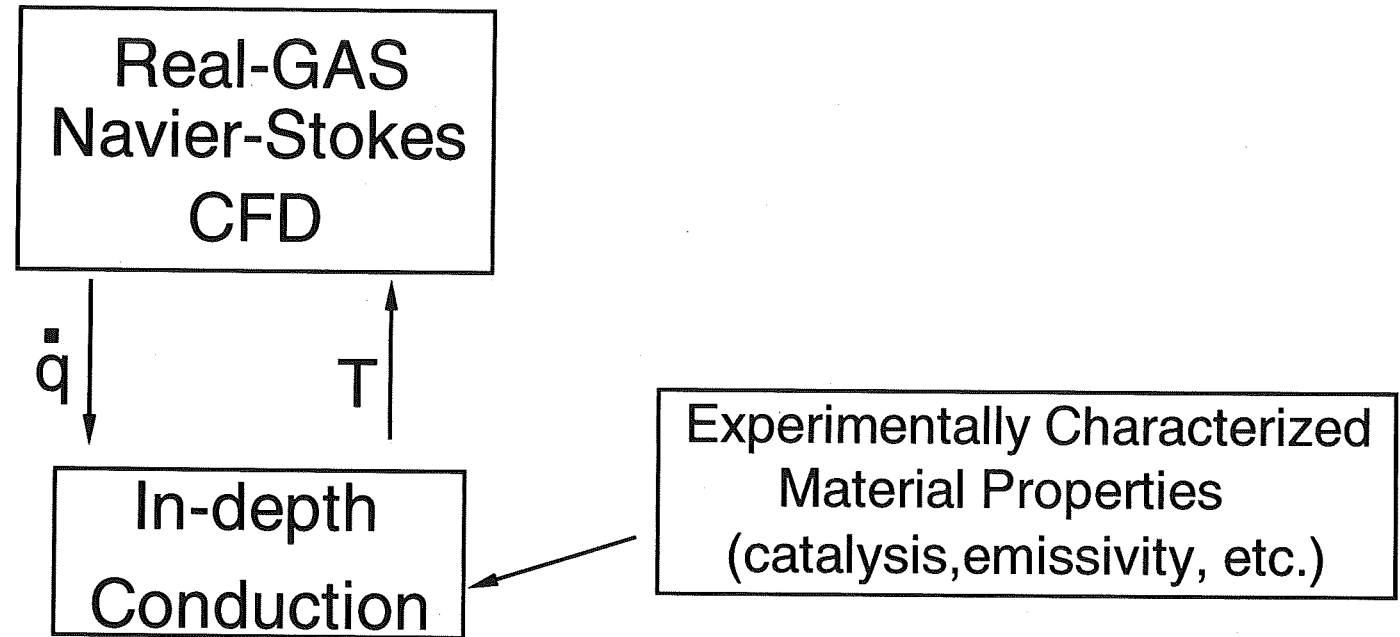 Real-GAS
Navier-Stokes
CFD
q̇
T
Experimentally Characterized
Material Properties
(catalysis,emissivity, etc.)
In-depth
Conduction